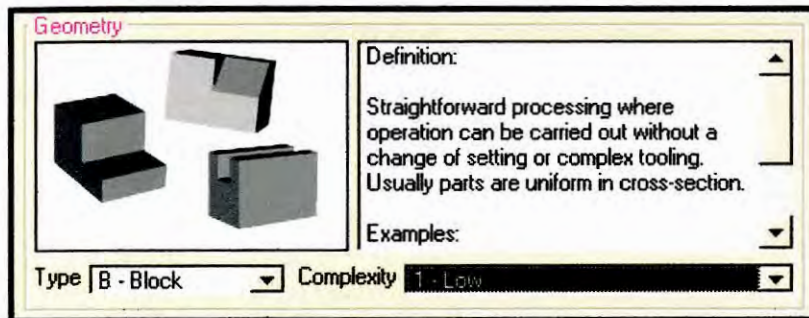 Geometry
Definition:
Straightforward processing where
operation can be carried out without a
change of setting or complex tooling.
Usually parts are uniform in cross-section.
Examples:
Type B - Block Complexity 1 - Low